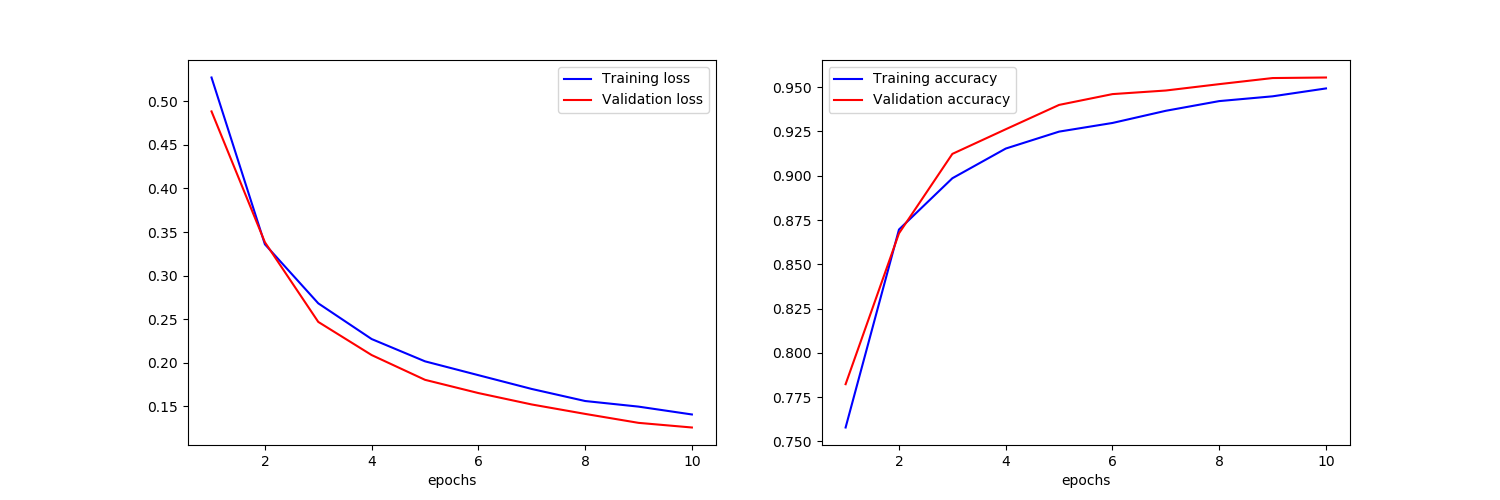 Training loss
Validation loss
0.50
0.45
0.40
0.35
0.30
0.25
0.20
0.15
2 4 6 8 10
epochs
Training accuracy
Validation accuracy
0.950
0.925
0.900
0.875
0.850
0.825
0.800
0.775
0.750
2 4 6 8 10
epochs